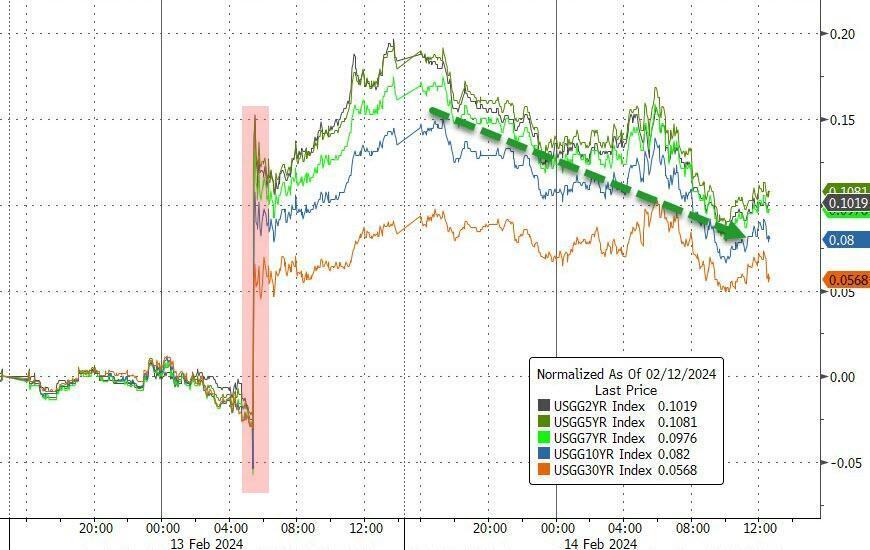 0.20
0.15
0.1081
0.1019
0.0976
0.08
0.0568
0.05
0.00
-0.05
Normalized As Of 02/12/2024
Last Price
USGG2YR Index 0.1019
USGG5YR Index 0.1081
USGG7YR Index 0.0976
USGG10YR Index 0.082
USGG30YR Index 0.0568
20:00 00:00 04:00 08:00 12:00 20:00 00:00 04:00 08:00 12:00
13 Feb 2024 14 Feb 2024